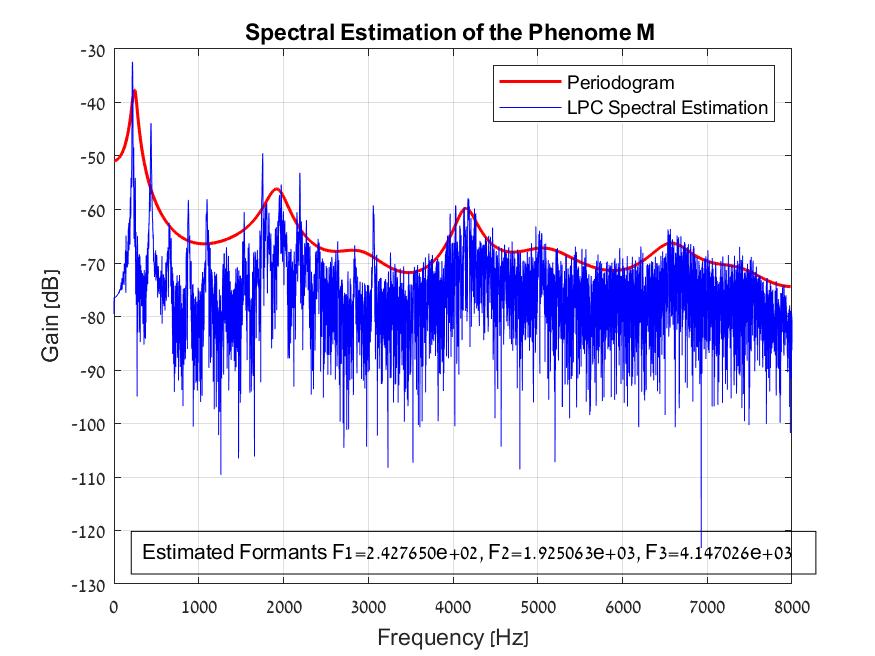 Spectral Estimation of the Phenome M
Periodogram
LPC Spectral Estimation
Gain [dB]
-30
-40
-50
-60
-70
-80
-90
-100
-110
-120
-130
Estimated Formants F1=2.427650e+02, F2=1.925063e+03, F3=4.147026e+03
0 1000 2000 3000 4000 5000 6000 7000 8000
Frequency [Hz]